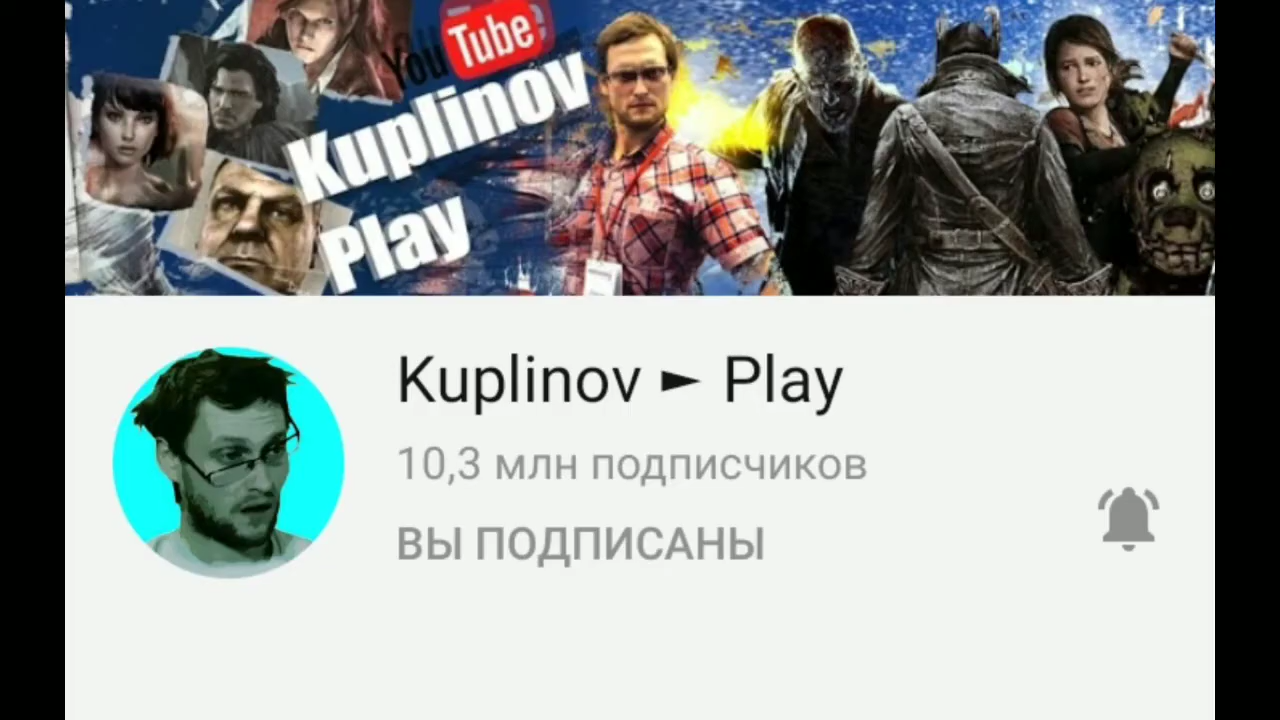 YouTube
Kuplinov
Play
Kuplinov ► Play
10,3 млн подписчиков
ВЫ ПОДПИСАНЫ